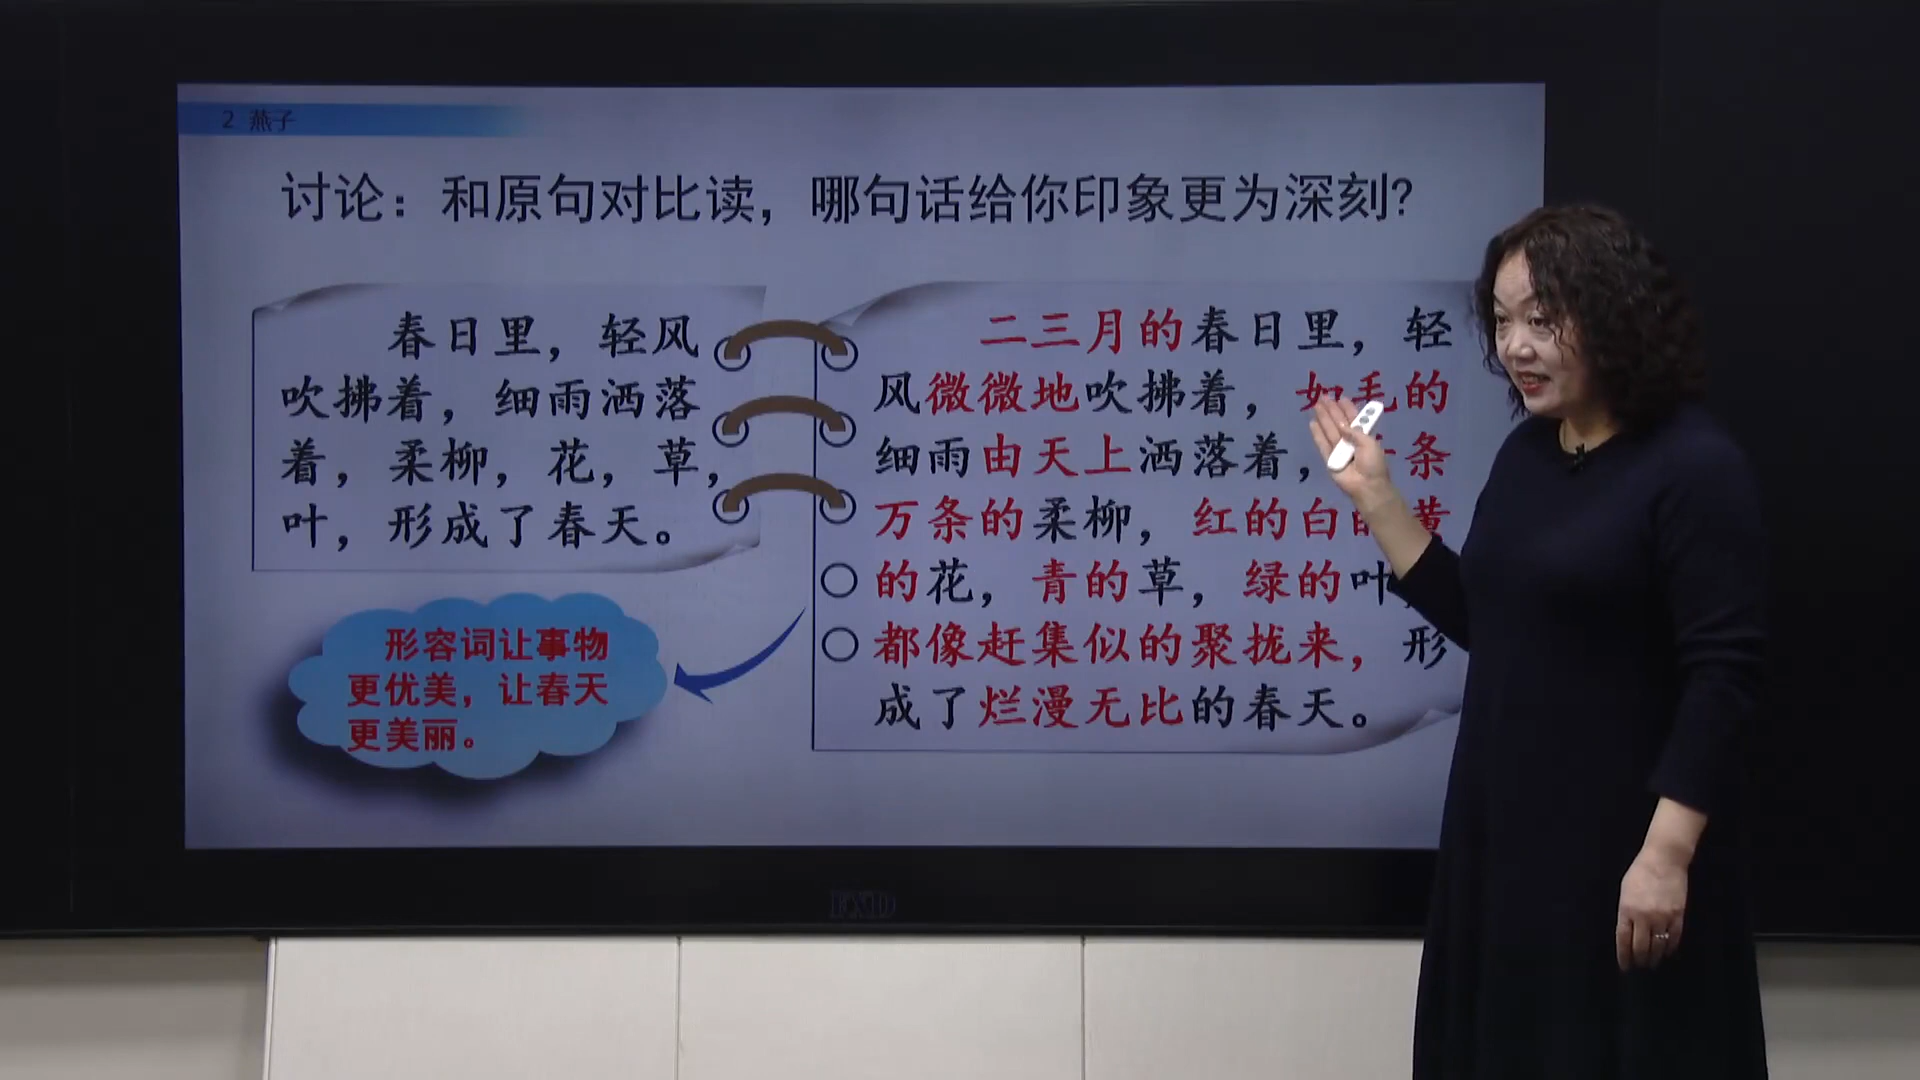 2 燕子
讨论：和原句对比读，哪句话给你印象更为深刻?
春日里，轻风
吹拂着，细雨洒落
着，柔柳，花，草，
叶，形成了春天。
二三月的春日里，轻
风微微地吹拂着，如毛的
细雨由天上洒落着，条
万条的柔柳，红的白的黄
的花，青的草，绿的叶，
都像赶集似的聚拢来，形
成了烂漫无比的春天。
形容词让事物
更优美，让春天
更美丽。